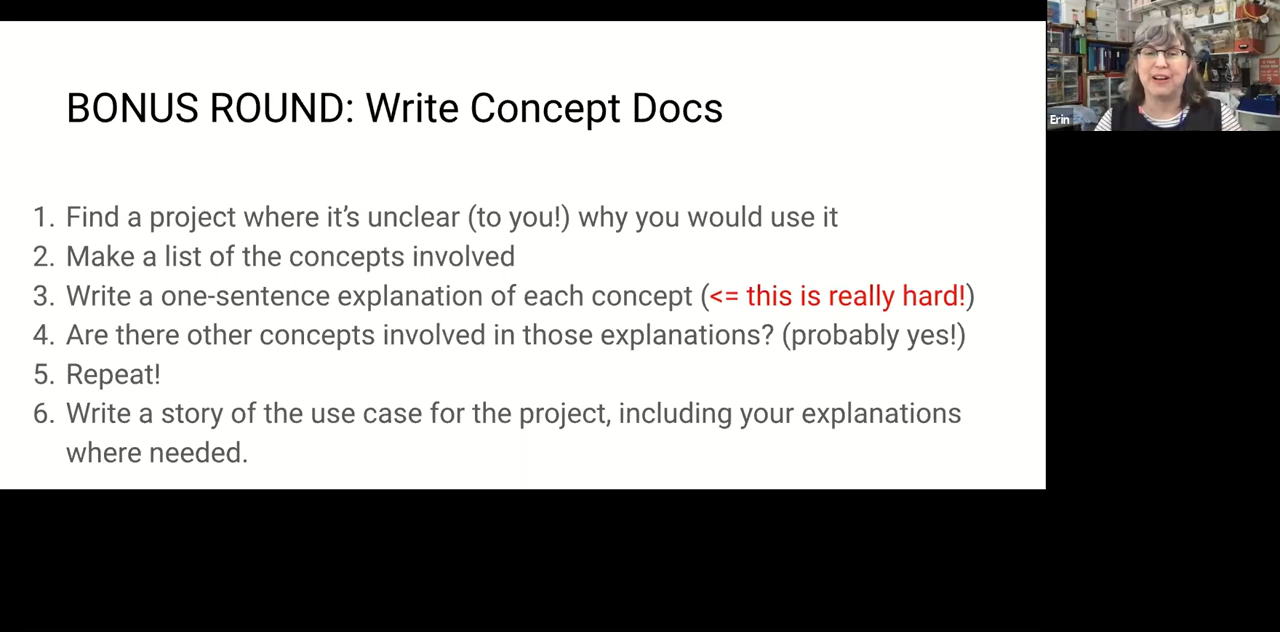 BONUS ROUND: Write Concept Docs
1. Find a project where it's unclear (to you!) why you would use it
2. Make a list of the concepts involved
3. Write a one-sentence explanation of each concept (<= this is really hard!)
4. Are there other concepts involved in those explanations? (probably yes!)
5. Repeat!
6. Write a story of the use case for the project, including your explanations
where needed.
Erin